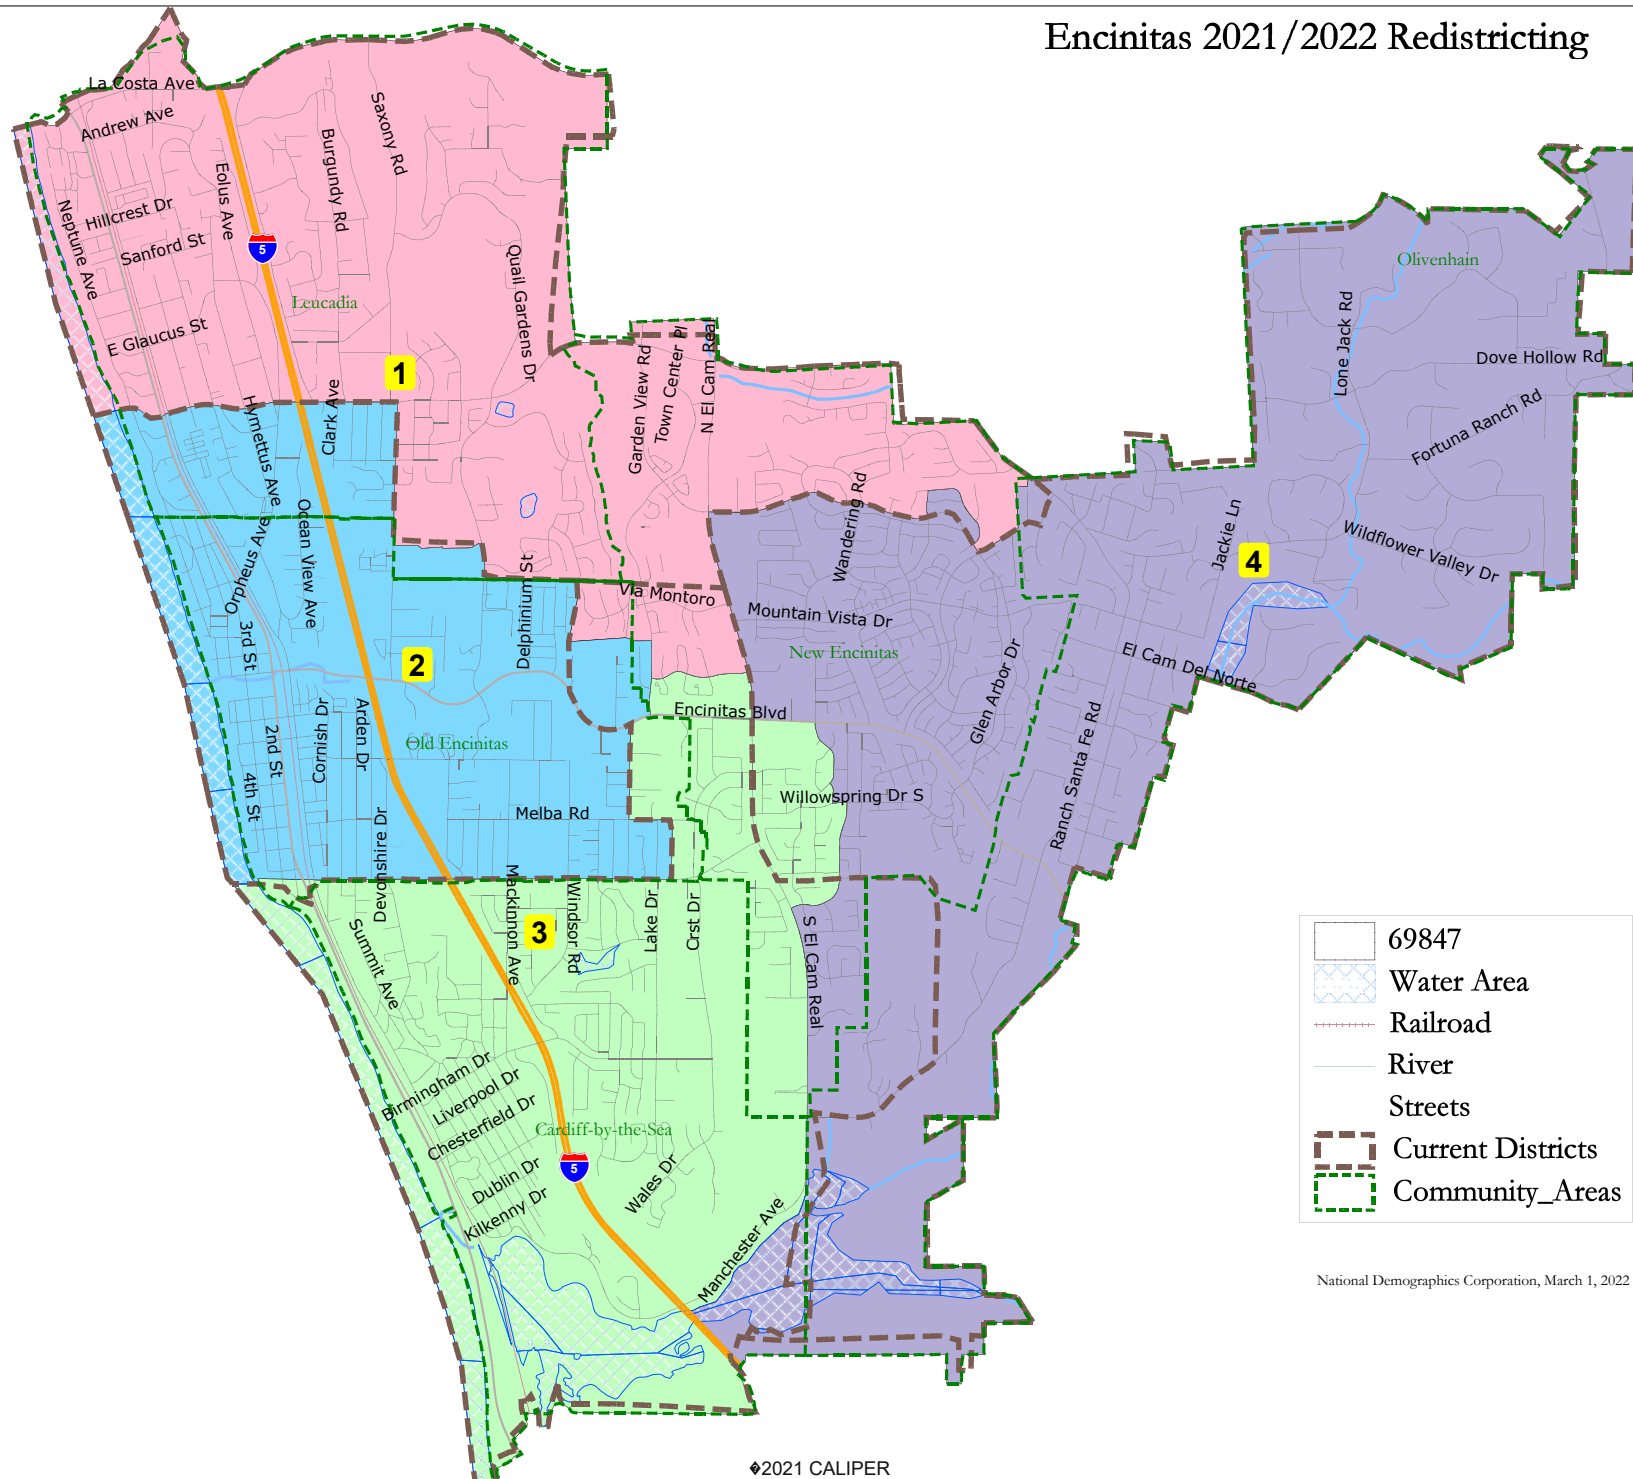 Encinitas 2021/2022 Redistricting
La Costa Ave
Andrew Ave
Saxony Rd
Burgundy Rd
Eolus Ave
Neptune Ave
Hillcrest Dr
Sanford St
5
Leucadia
Quail Gardens Dr
E Glaucus St
1
Olivenhain
Lone Jack Rd
Dove Hollow Rd
Fortuna Ranch Rd
Garden View Rd
Town Center Pl
N El Cam Real
Hymettus Ave
Clark Ave
Wandering Rd
Jackie Ln
Wildflower Valley Dr
4
Orpheus Ave
Ocean View Ave
Delphinium St
Via Montoro
Mountain Vista Dr
New Encinitas
3rd St
2
El Cam Del Norte
Glen Arbor Dr
Encinitas Blvd
Ranch Santa Fe Rd
2nd St
Cornish Dr
Arden Dr
Old Encinitas
4th St
Melba Rd
Willowspring Dr S
Devonshire Dr
Mackinnon Ave
Windsor Rd
Lake Dr
Crst Dr
3
Summit Ave
S El Cam Real
Birmingham Dr
Liverpool Dr
Chesterfield Dr
Cardiff-by-the-Sea
5
Dublin Dr
Kilkenny Dr
Wales Dr
Manchester Ave
69847
Water Area
Railroad
River
Streets
Current Districts
Community_Areas
National Demographics Corporation, March 1, 2022
�2021 CALIPER